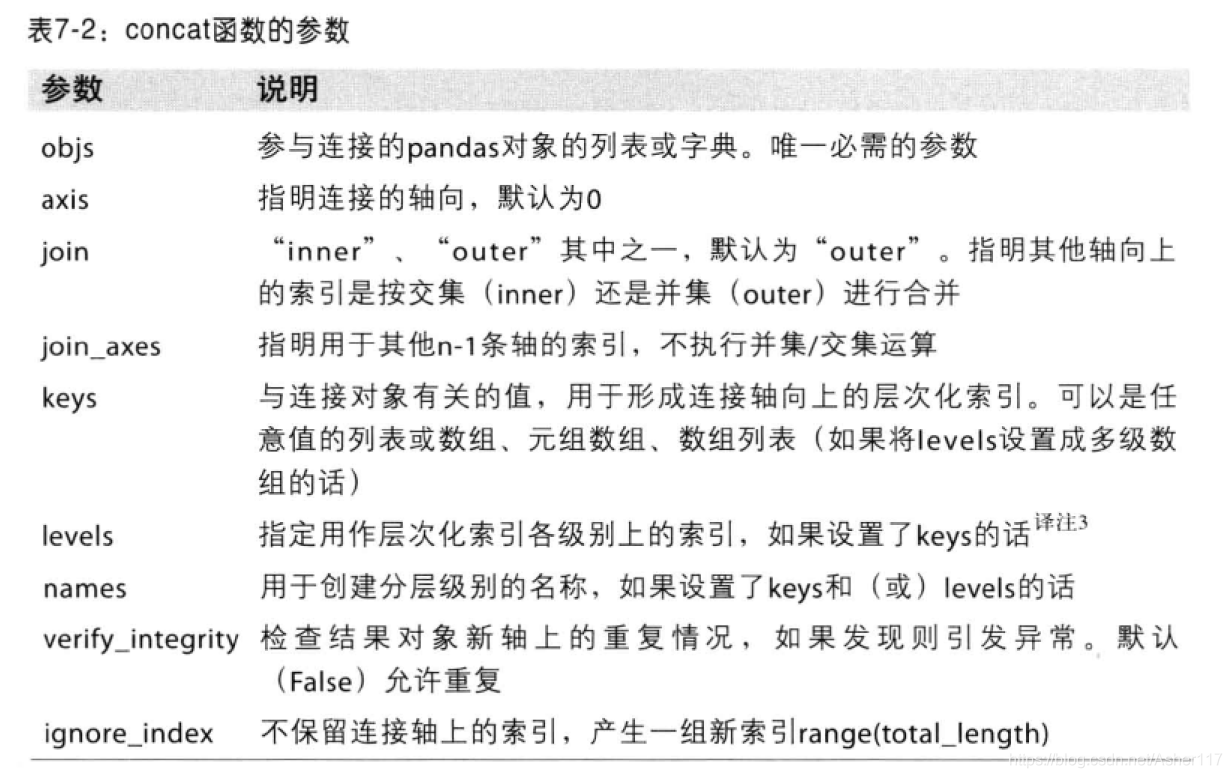 表7-2：concat函数的参数
参数 说明
objs 参与连接的pandas对象的列表或字典。唯一必需的参数
axis 指明连接的轴向，默认为0
join “inner”、“outer”其中之一，默认为“outer”。指明其他轴向上
的索引是按交集（inner）还是并集（outer）进行合并
join_axes 指明用于其他n-1条轴的索引，不执行并集/交集运算
keys 与连接对象有关的值，用于形成连接轴向上的层次化索引。可以是任
意值的列表或数组、元组数组、数组列表（如果将levels设置成多级数
组的话）
levels 指定用作层次化索引各级别上的索引，如果设置了keys的话译注3
names 用于创建分层级别的名称，如果设置了keys和（或）levels的话
verify_integrity 检查结果对象新轴上的重复情况，如果发现则引发异常。默认
（False）允许重复
ignore_index 不保留连接轴上的索引，产生一组新索引range(total_length)
https://blog.csdn.net/Asher117